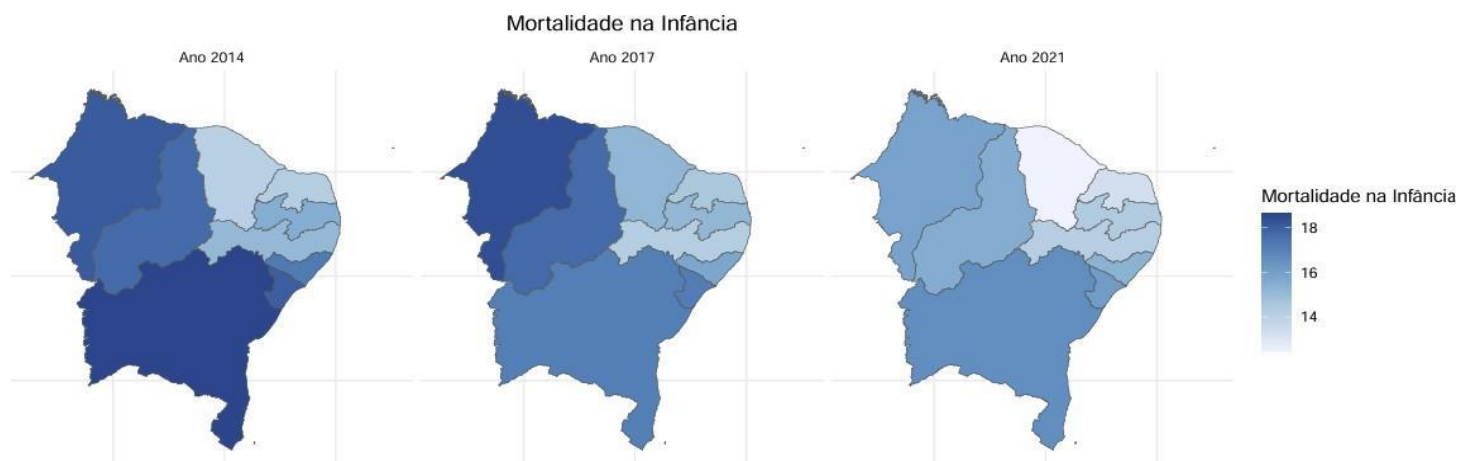 Mortalidade na Infância
Ano 2014
Ano 2017
Ano 2021
Mortalidade na Infância
18
16
14